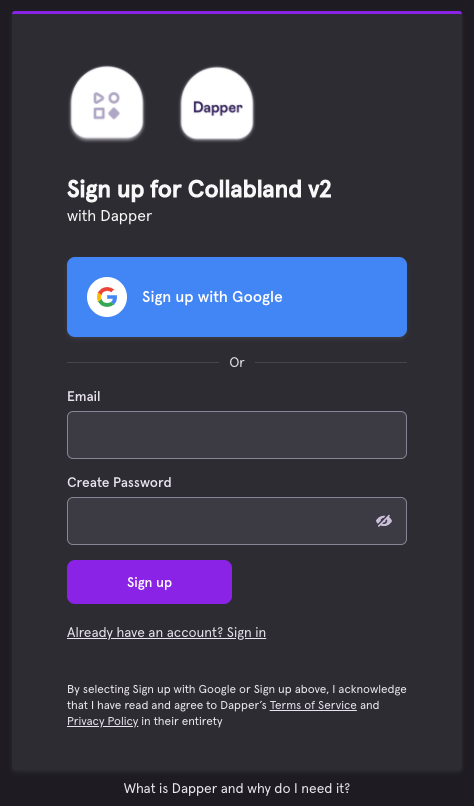 Dapper
Sign up for Collabland v2
with Dapper
Sign up with Google
Or
Email
Create Password
Sign up
Already have an account? Sign in
By selecting Sign up with Google or Sign up above, I acknowledge
that I have read and agree to Dapper’s Terms of Service and
Privacy Policy in their entirety
What is Dapper and why do I need it?